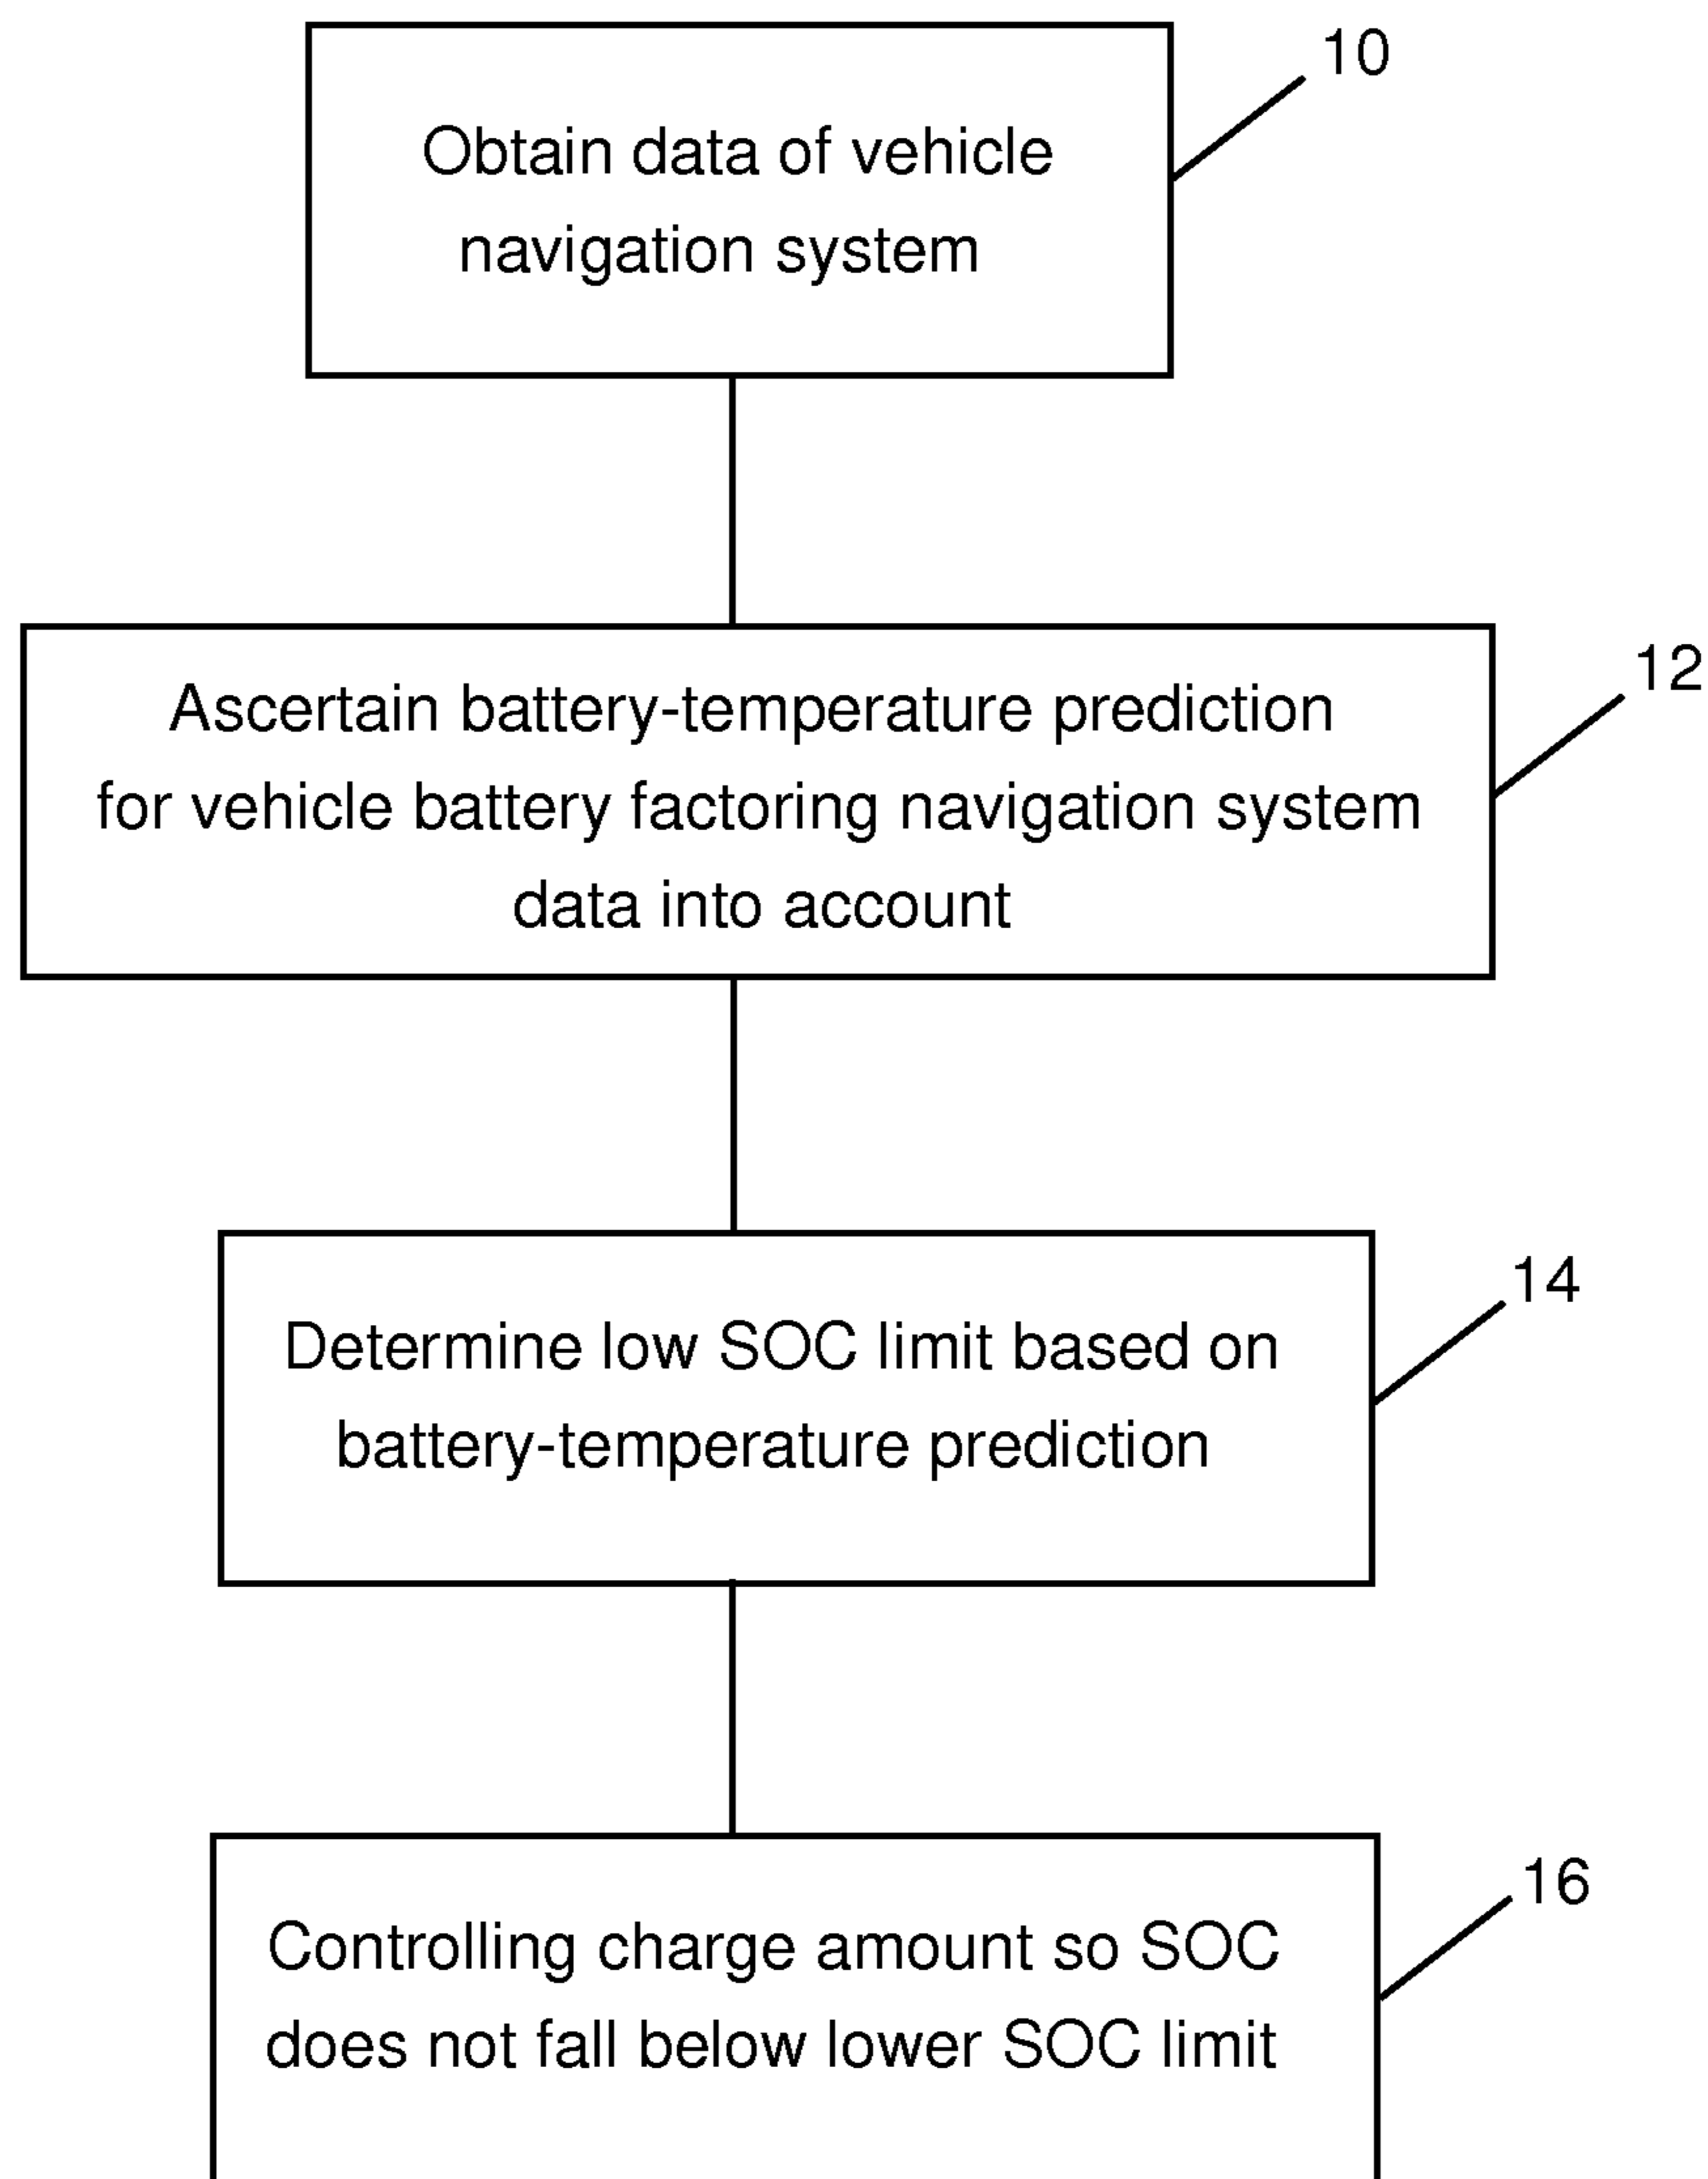 10
Obtain data of vehicle
navigation system
12
Ascertain battery-temperature prediction
for vehicle battery factoring navigation system
data into account
14
Determine low SOC limit based on
battery-temperature prediction
16
Controlling charge amount so SOC
does not fall below lower SOC limit